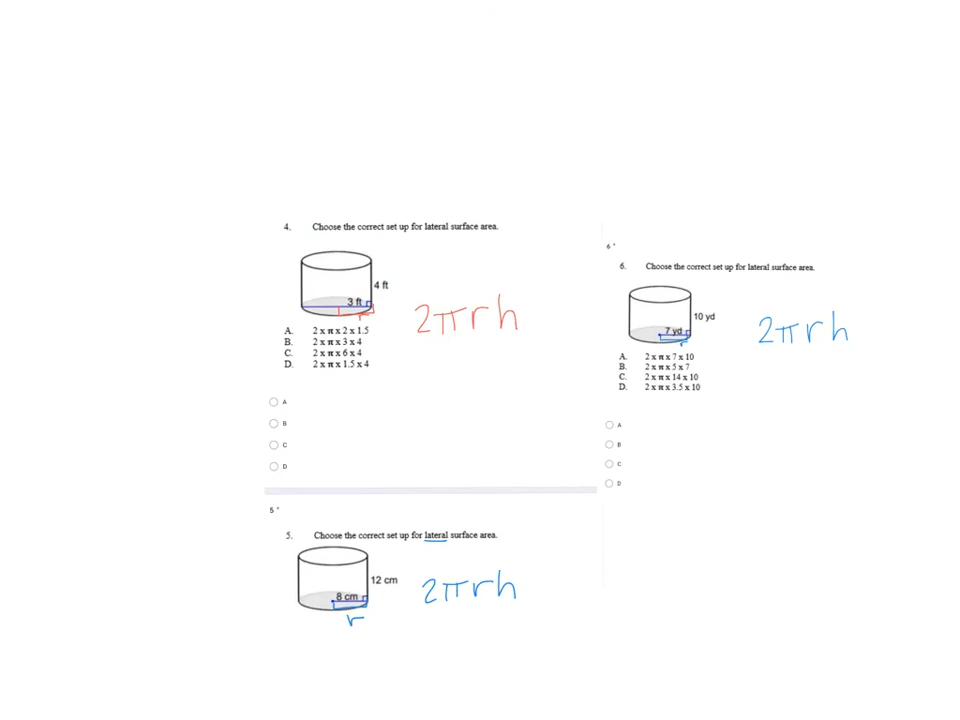 4. Choose the correct set up for lateral surface area.
4 ft
3 ft
r
2πrh
A. 2 x π x 2 x 1.5
B. 2 x π x 3 x 4
C. 2 x π x 6 x 4
D. 2 x π x 1.5 x 4
A
B
C
D
5 *
5. Choose the correct set up for lateral surface area.
12 cm
8 cm
r
2πrh
6 *
6. Choose the correct set up for lateral surface area.
10 yd
7 yd
r
2πrh
A. 2 x π x 7 x 10
B. 2 x π x 5 x 7
C. 2 x π x 14 x 10
D. 2 x π x 3.5 x 10
A
B
C
D